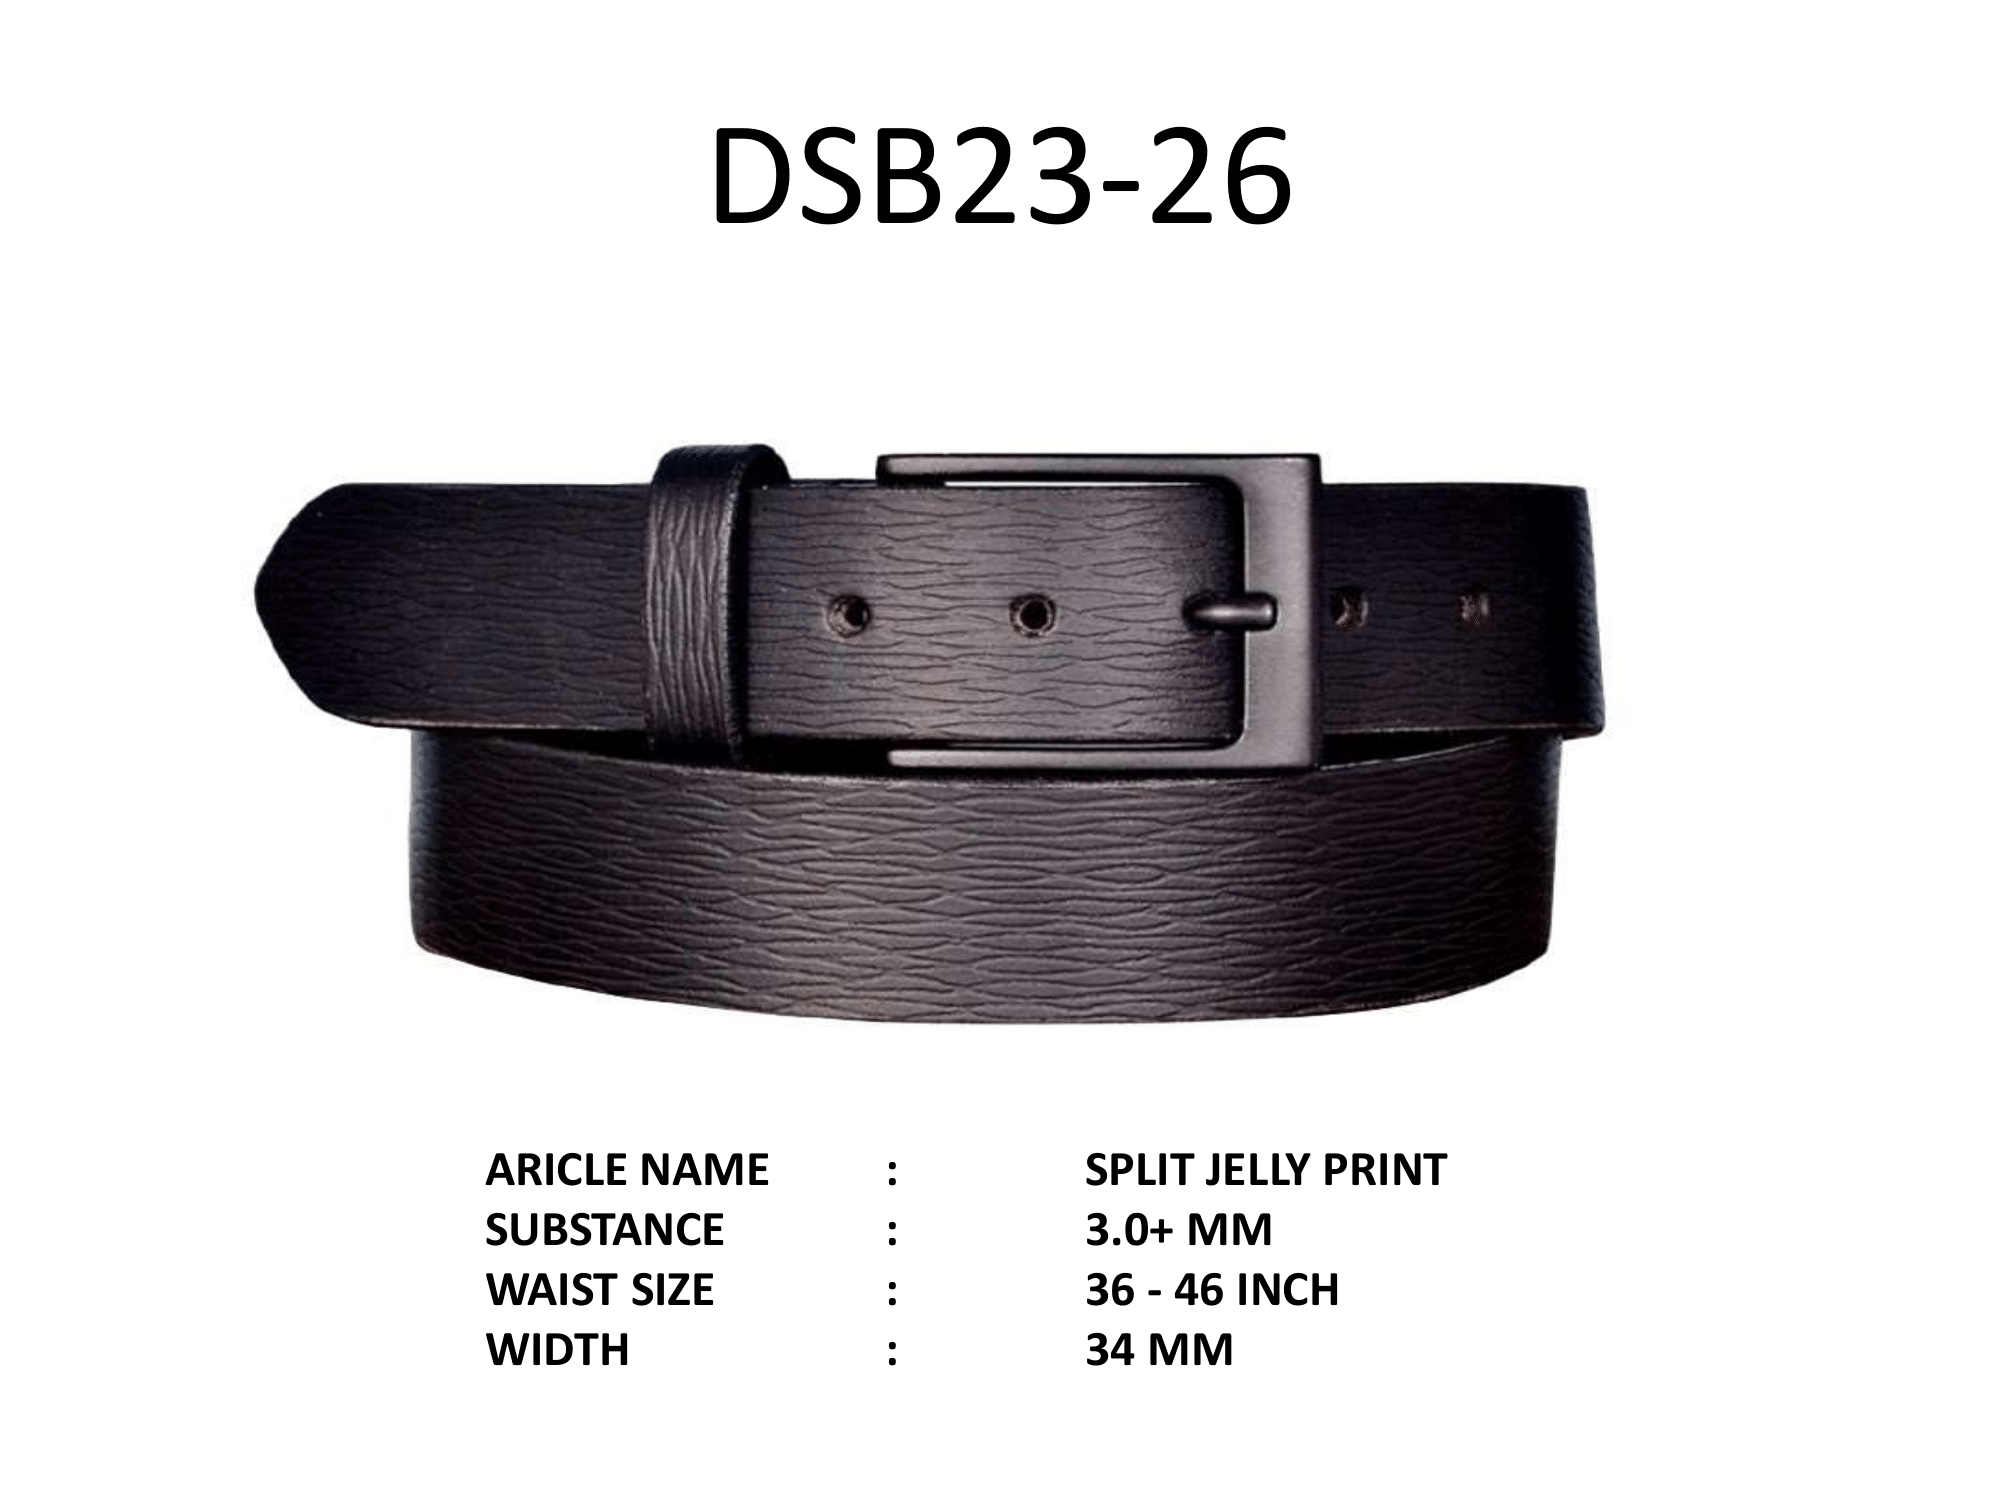 DSB23-26
ARICLE NAME : SPLIT JELLY PRINT
SUBSTANCE : 3.0+ MM
WAIST SIZE : 36 - 46 INCH
WIDTH : 34 MM